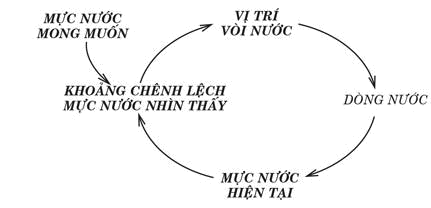 MỰC NƯỚC
MONG MUỐN
VỊ TRÍ
VÒI NƯỚC
KHOẢNG CHÊNH LỆCH
MỰC NƯỚC NHÌN THẤY
DÒNG NƯỚC
MỰC NƯỚC
HIỆN TẠI